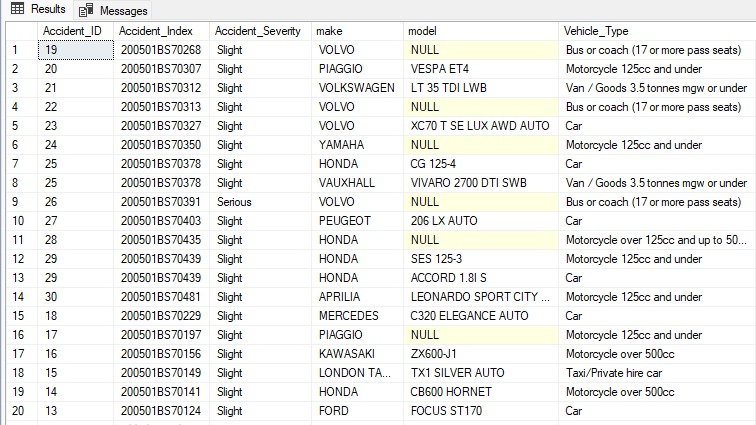 Results Messages
Accident_ID Accident_Index Accident_Severity make model Vehicle_Type
1 19 200501BS70268 Slight VOLVO NULL Bus or coach (17 or more pass seats)
2 20 200501BS70307 Slight PIAGGIO VESPA ET4 Motorcycle 125cc and under
3 21 200501BS70312 Slight VOLKSWAGEN LT 35 TDI LWB Van / Goods 3.5 tonnes mgw or under
4 22 200501BS70313 Slight VOLVO NULL Bus or coach (17 or more pass seats)
5 23 200501BS70327 Slight VOLVO XC70 T SE LUX AWD AUTO Car
6 24 200501BS70350 Slight YAMAHA NULL Motorcycle 125cc and under
7 25 200501BS70378 Slight HONDA CG 125-4 Motorcycle 125cc and under
8 25 200501BS70378 Slight VAUXHALL VIVARO 2700 DTI SWB Van / Goods 3.5 tonnes mgw or under
9 26 200501BS70391 Serious VOLVO NULL Bus or coach (17 or more pass seats)
10 27 200501BS70403 Slight PEUGEOT 206 LX AUTO Car
11 28 200501BS70435 Slight HONDA NULL Motorcycle over 125cc and up to 50...
12 29 200501BS70439 Slight HONDA SES 125-3 Motorcycle 125cc and under
13 29 200501BS70439 Slight HONDA ACCORD 1.8I S Car
14 30 200501BS70481 Slight APRILIA LEONARDO SPORT CITY ... Motorcycle 125cc and under
15 18 200501BS70229 Slight MERCEDES C320 ELEGANCE AUTO Car
16 17 200501BS70197 Slight PIAGGIO NULL Motorcycle 125cc and under
17 16 200501BS70156 Slight KAWASAKI ZX600-J1 Motorcycle over 500cc
18 15 200501BS70149 Slight LONDON TA... TX1 SILVER AUTO Taxi/Private hire car
19 14 200501BS70141 Slight HONDA CB600 HORNET Motorcycle over 500cc
20 13 200501BS70124 Slight FORD FOCUS ST170 Car